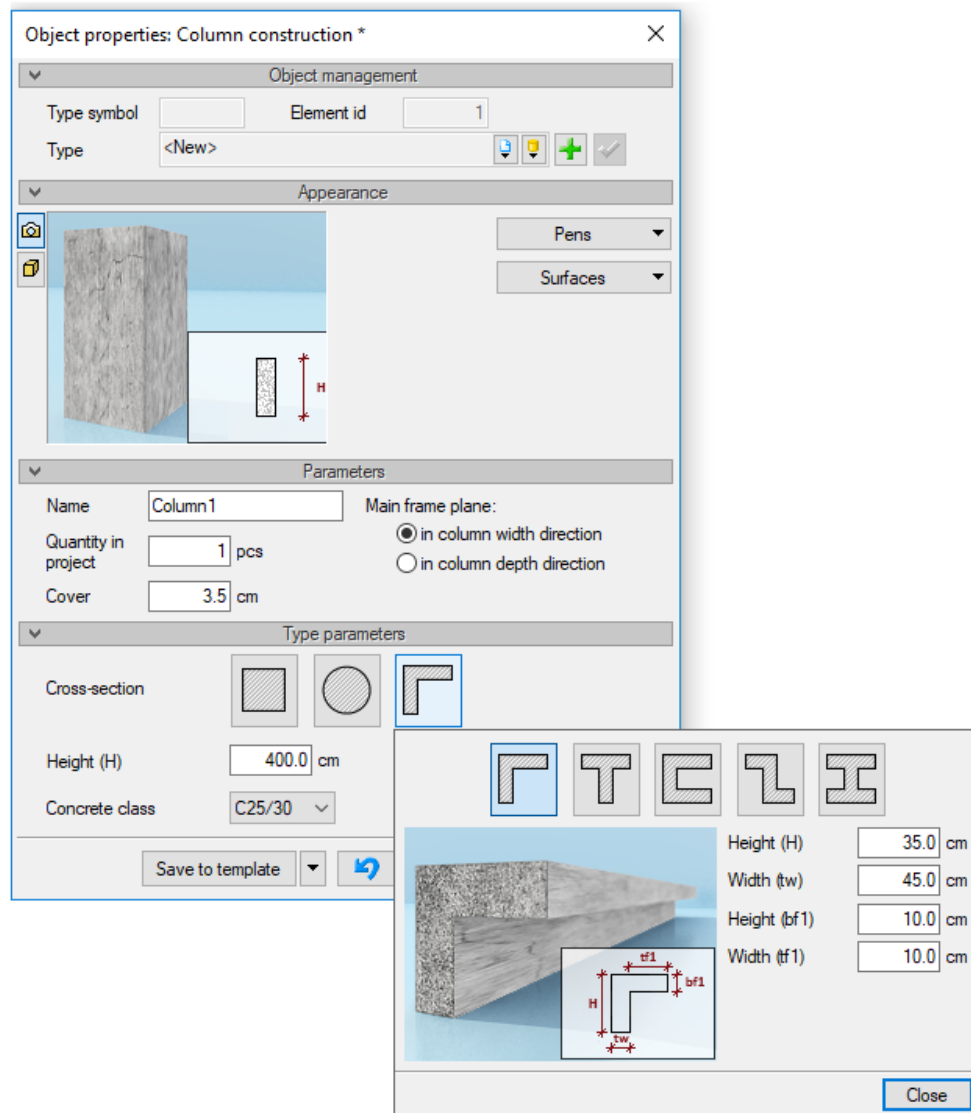 Object properties: Column construction *
Object management
Type symbol Element id 1
Type <New>
Appearance
Pens
Surfaces
H
Parameters
Name Column1 Main frame plane:
in column width direction
Quantity in project 1 pcs
in column depth direction
Cover 3.5 cm
Type parameters
Cross-section
Height (H) 400.0 cm
Concrete class C25/30
Save to template
Height (H) 35.0 cm
Width (tw) 45.0 cm
Height (bf1) 10.0 cm
Width (tf1) 10.0 cm
tf1
bf1
H
tw
Close